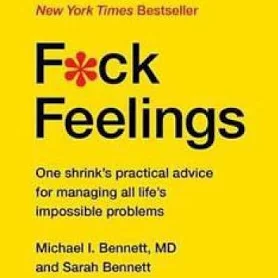 New York Times Bestseller
F*ck
Feelings
One shrink's practical advice
for managing all life's
impossible problems
Michael I. Bennett, MD
and Sarah Bennett